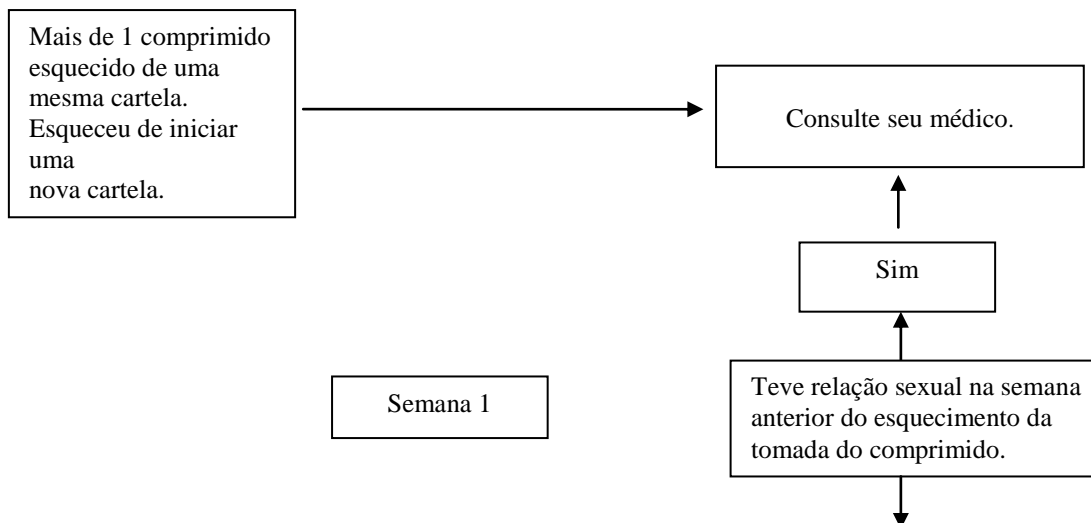 Mais de 1 comprimido
esquecido de uma
mesma cartela.
Esqueceu de iniciar
uma
nova cartela.
Consulte seu médico.
Sim
Semana 1
Teve relação sexual na semana
anterior do esquecimento da
tomada do comprimido.